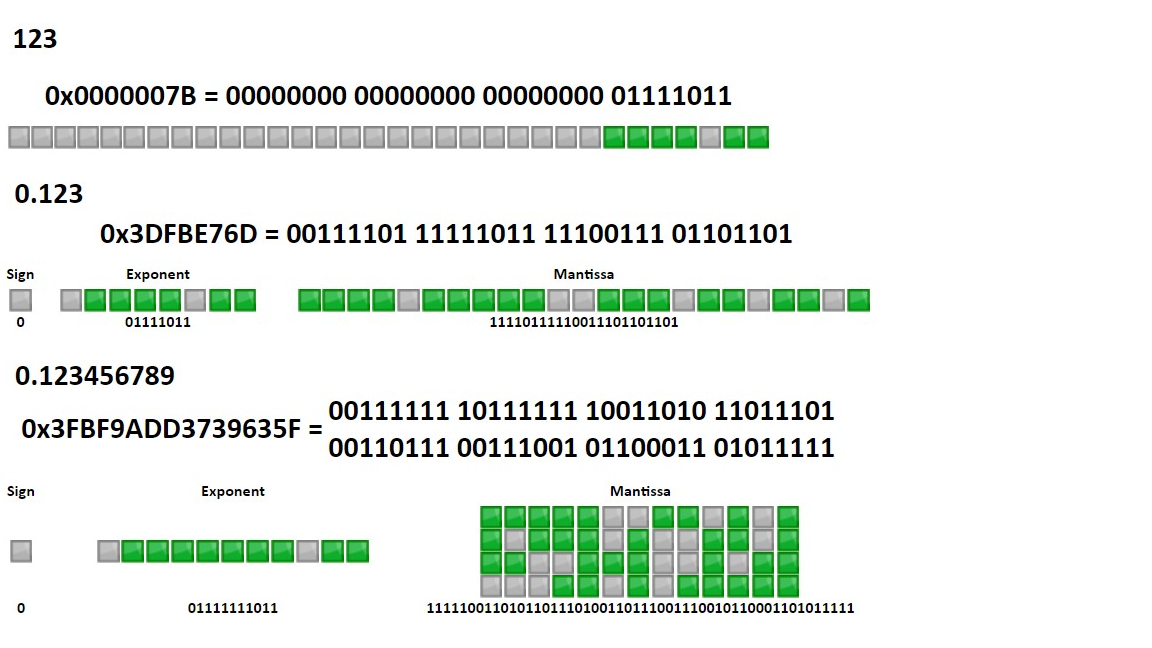 123
0x0000007B = 00000000 00000000 00000000 01111011
0.123
0x3DFBE76D = 00111101 11111011 11100111 01101101
Sign Exponent Mantissa
0 01111011 11110111110011101101101
0.123456789
0x3FBF9ADD3739635F =
00111111 10111111 10011010 11011101
00110111 00111001 01100011 01011111
Sign Exponent Mantissa
0 01111111011 1111100110101101110100110111001110010110001101011111